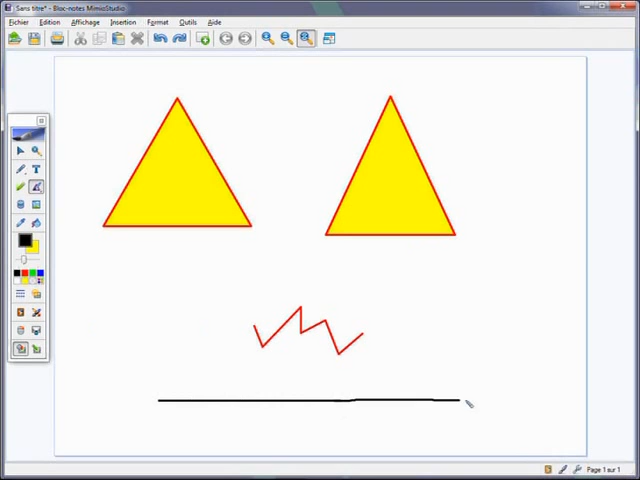 Sans titre* - Bloc-notes MimioStudio
Fichier Edition Affichage Insertion Format Outils Aide
T
Page 1 sur 1